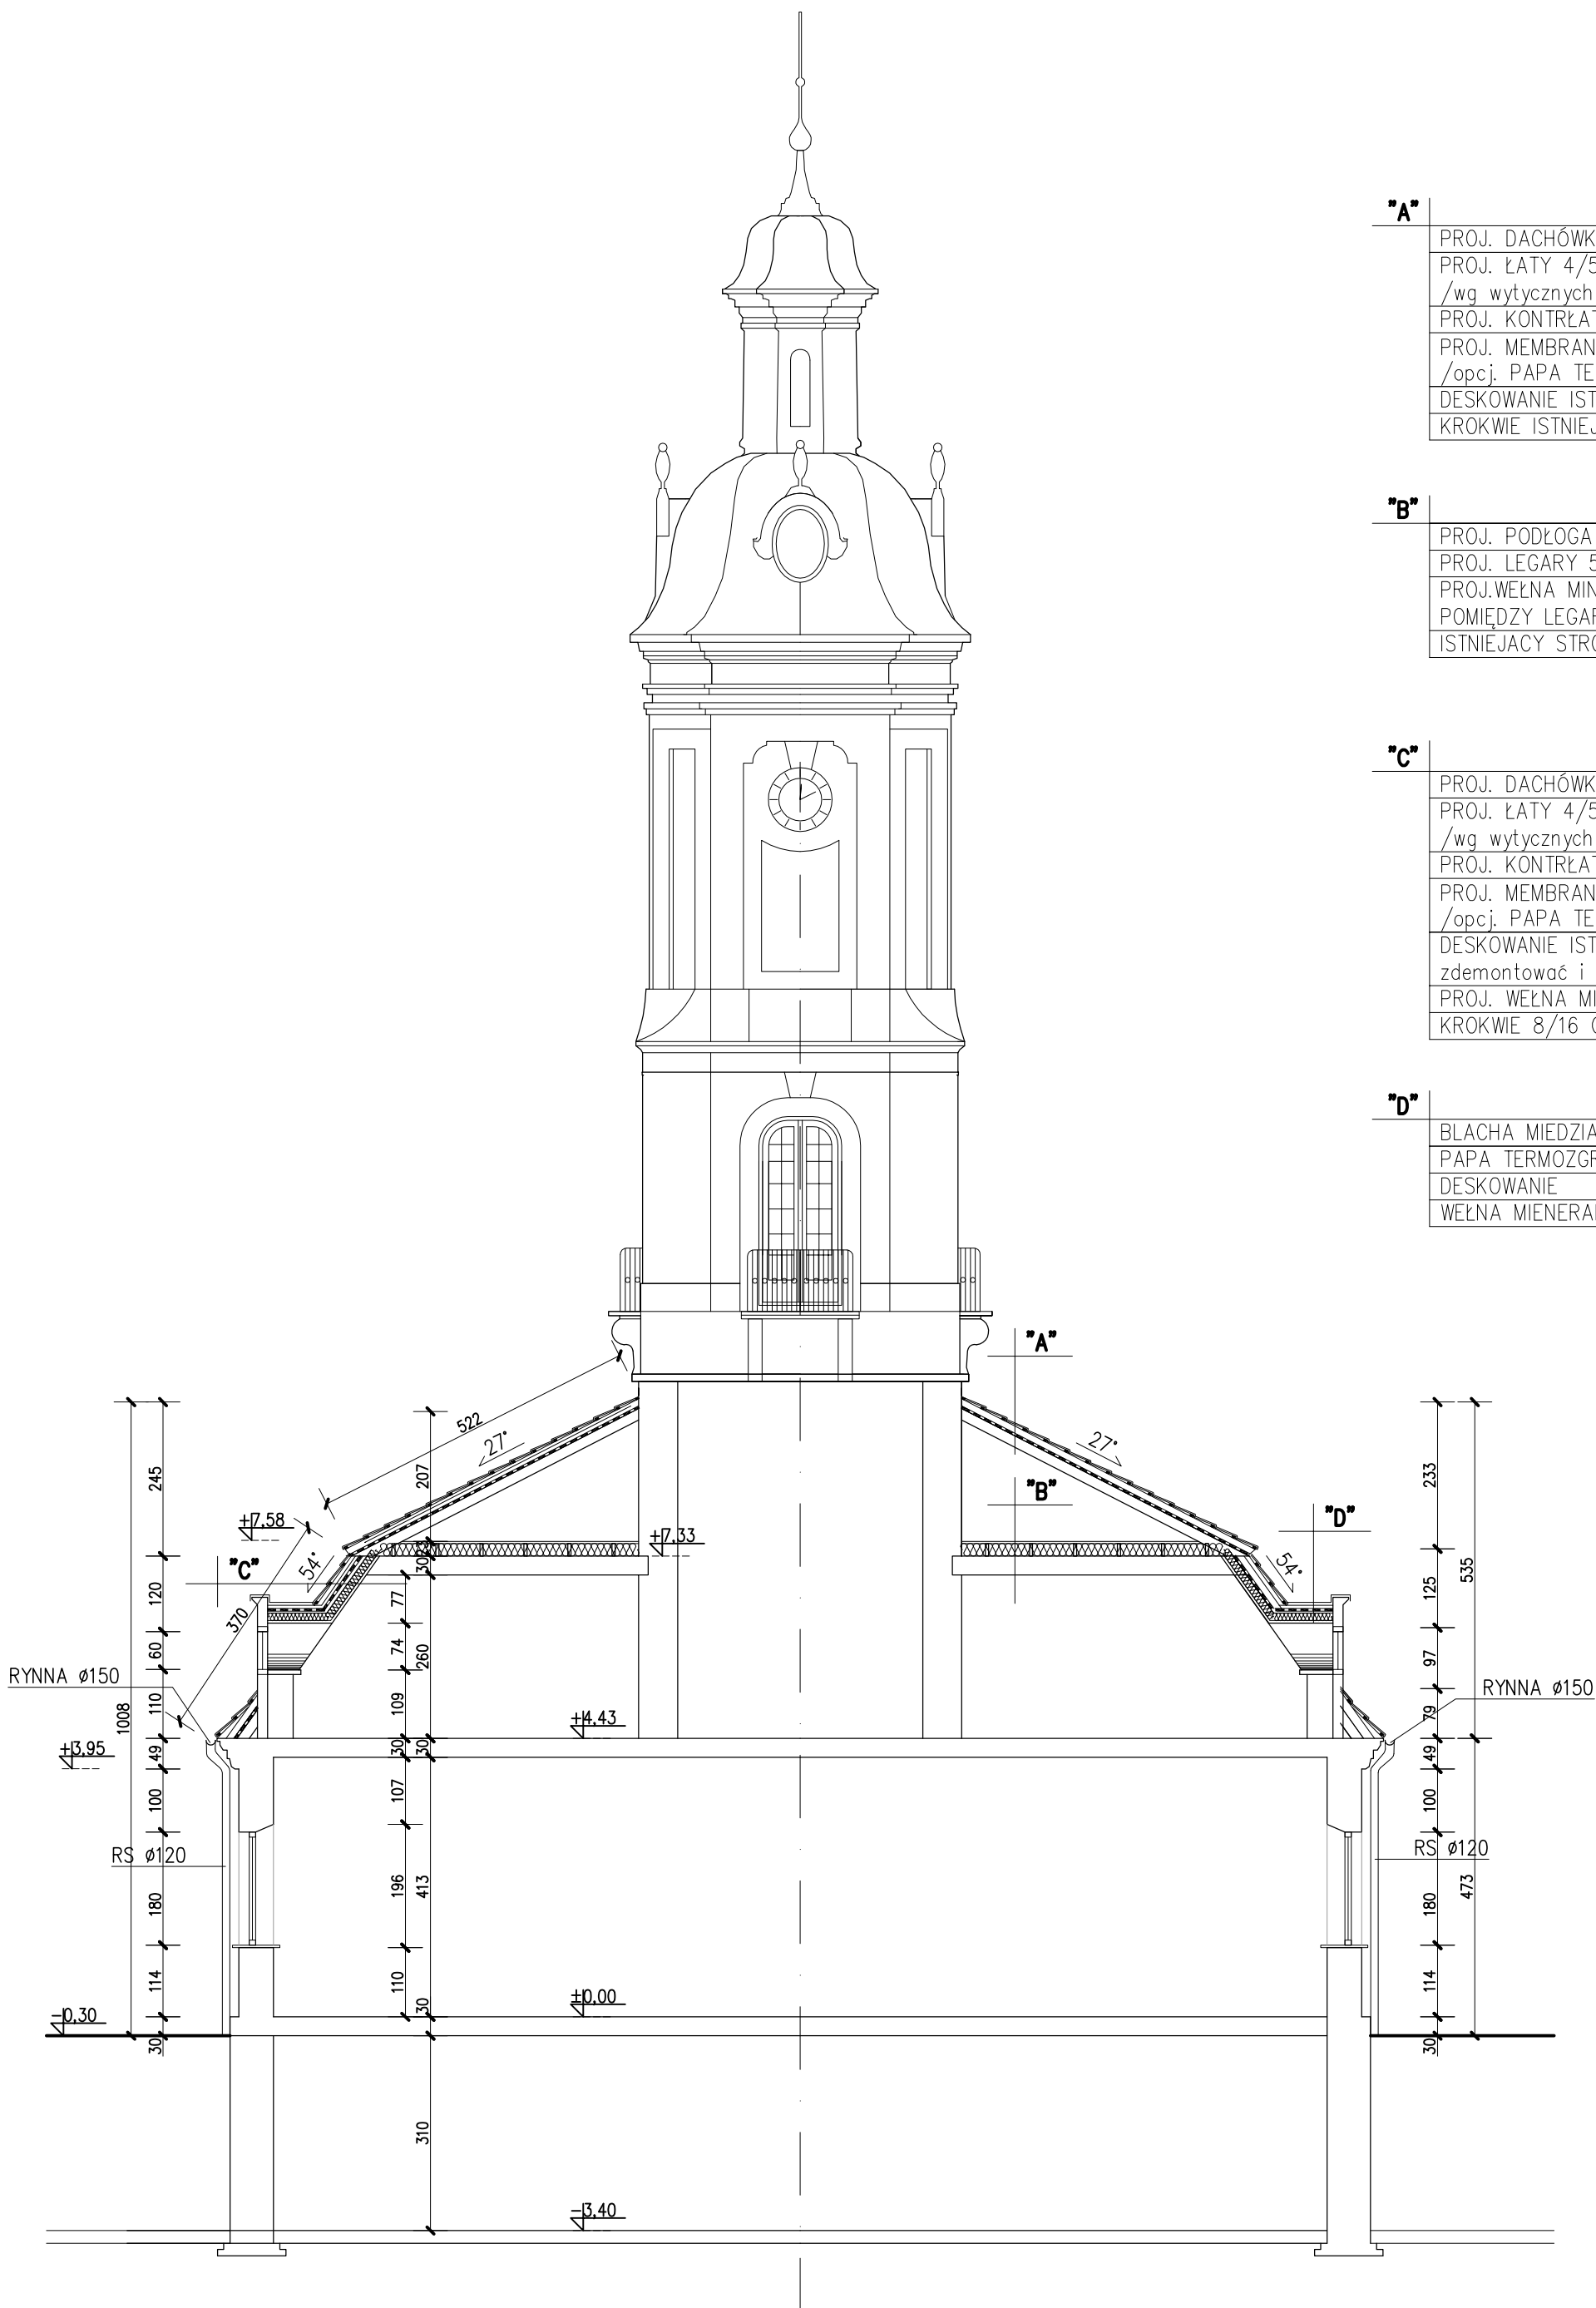 "A"
PROJ. DACHÓWK
PROJ. ŁATY 4/5
/wg wytycznych
PROJ. KONTRŁAT
PROJ. MEMBRAN
/opcj. PAPA TE
DESKOWANIE IST
KROKWIE ISTNIEJ
"B"
PROJ. PODŁOGA
PROJ. LEGARY 5
PROJ.WEŁNA MIN
POMIĘDZY LEGAR
ISTNIEJACY STRO
"C"
PROJ. DACHÓWK
PROJ. ŁATY 4/5
/wg wytycznych
PROJ. KONTRŁAT
PROJ. MEMBRAN
/opcj. PAPA TE
DESKOWANIE IST
zdemontować i
PROJ. WEŁNA MI
KROKWIE 8/16
"D"
BLACHA MIEDZIA
PAPA TERMOZGR
DESKOWANIE
WEŁNA MIENERA
"A"
"B"
"C"
"D"
522
27°
27°
54°
54°
370
+7,58
+7,33
+4,43
+3,95
±0,00
-0,30
-3,40
RYNNA ø150
RYNNA ø150
RS ø120
RS ø120
1008
245
120
60
110
49
100
180
114
30
77
74
109
30
107
196
110
207
23
30
260
30
413
30
310
233
125
97
79
49
100
180
114
30
535
473